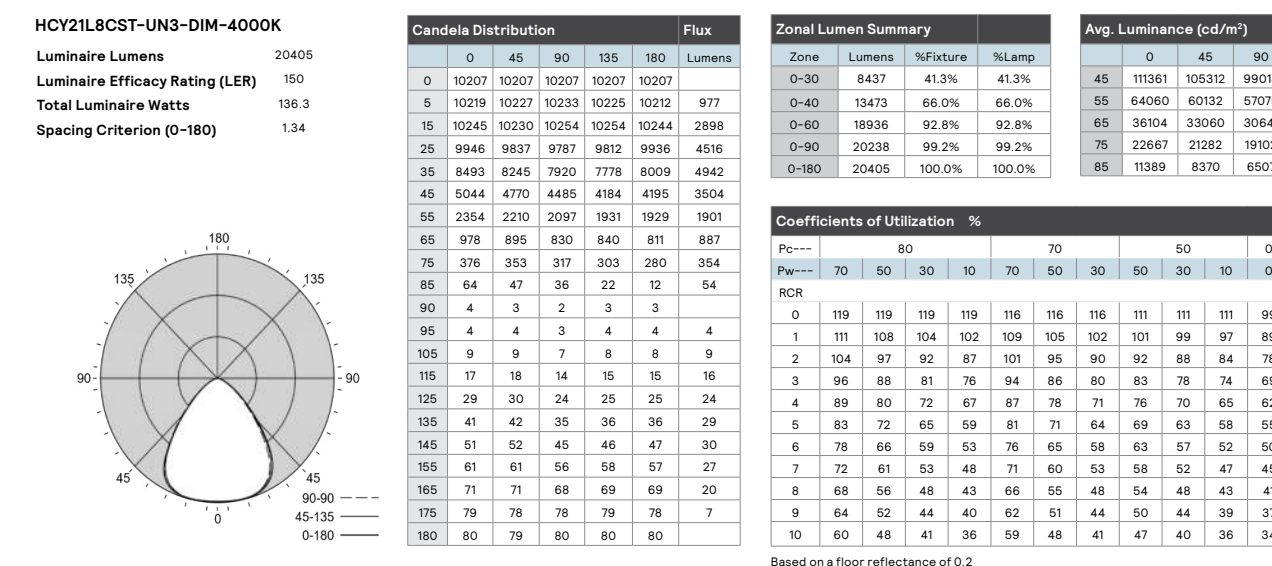 HCY21L8CST-UN3-DIM-4000K
Luminaire Lumens 20405
Luminaire Efficacy Rating (LER) 150
Total Luminaire Watts 136.3
Spacing Criterion (0-180) 1.34
180
135 135
90 90
45 45
0
90-90
45-135
0-180
Candela Distribution Flux
0 45 90 135 180 Lumens
0 10207 10207 10207 10207 10207
5 10219 10227 10233 10225 10212 977
15 10245 10230 10254 10254 10244 2898
25 9946 9837 9787 9812 9936 4516
35 8493 8245 7920 7778 8009 4942
45 5044 4770 4485 4184 4195 3504
55 2354 2210 2097 1931 1929 1901
65 978 895 830 840 811 887
75 376 353 317 303 280 354
85 64 47 36 22 12 54
90 4 3 2 3 3
95 4 4 3 4 4 4
105 9 9 7 8 8 9
115 17 18 14 15 15 16
125 29 30 24 25 25 24
135 41 42 35 36 36 29
145 51 52 45 46 47 30
155 61 61 56 58 57 27
165 71 71 68 69 69 20
175 79 78 78 79 78 7
180 80 79 80 80 80
Zonal Lumen Summary
Zone Lumens %Fixture %Lamp
0-30 8437 41.3% 41.3%
0-40 13473 66.0% 66.0%
0-60 18936 92.8% 92.8%
0-90 20238 99.2% 99.2%
0-180 20405 100.0% 100.0%
Avg. Luminance (cd/m²)
0 45 90
45 111361 105312
55 64060 60132
65 36104 33060
75 22667 21282
85 11389 8370
Coefficients of Utilization %
Pc--- 80 70 50 0
Pw--- 70 50 30 10 70 50 30 50 30 10 0
RCR
0 119 119 119 119 116 116 116 111 111 111 99
1 111 108 104 102 109 105 102 101 99 97 89
2 104 97 92 87 101 95 90 92 88 84 78
3 96 88 81 76 94 86 80 83 78 74 69
4 89 80 72 67 87 78 71 76 70 65 62
5 83 72 65 59 81 71 64 69 63 58 55
6 78 66 59 53 76 65 58 63 57 52 50
7 72 61 53 48 71 60 53 58 52 47 45
8 68 56 48 43 66 55 48 54 48 43 41
9 64 52 44 40 62 51 44 50 44 39 37
10 60 48 41 36 59 48 41 47 40 36 34
Based on a floor reflectance of 0.2